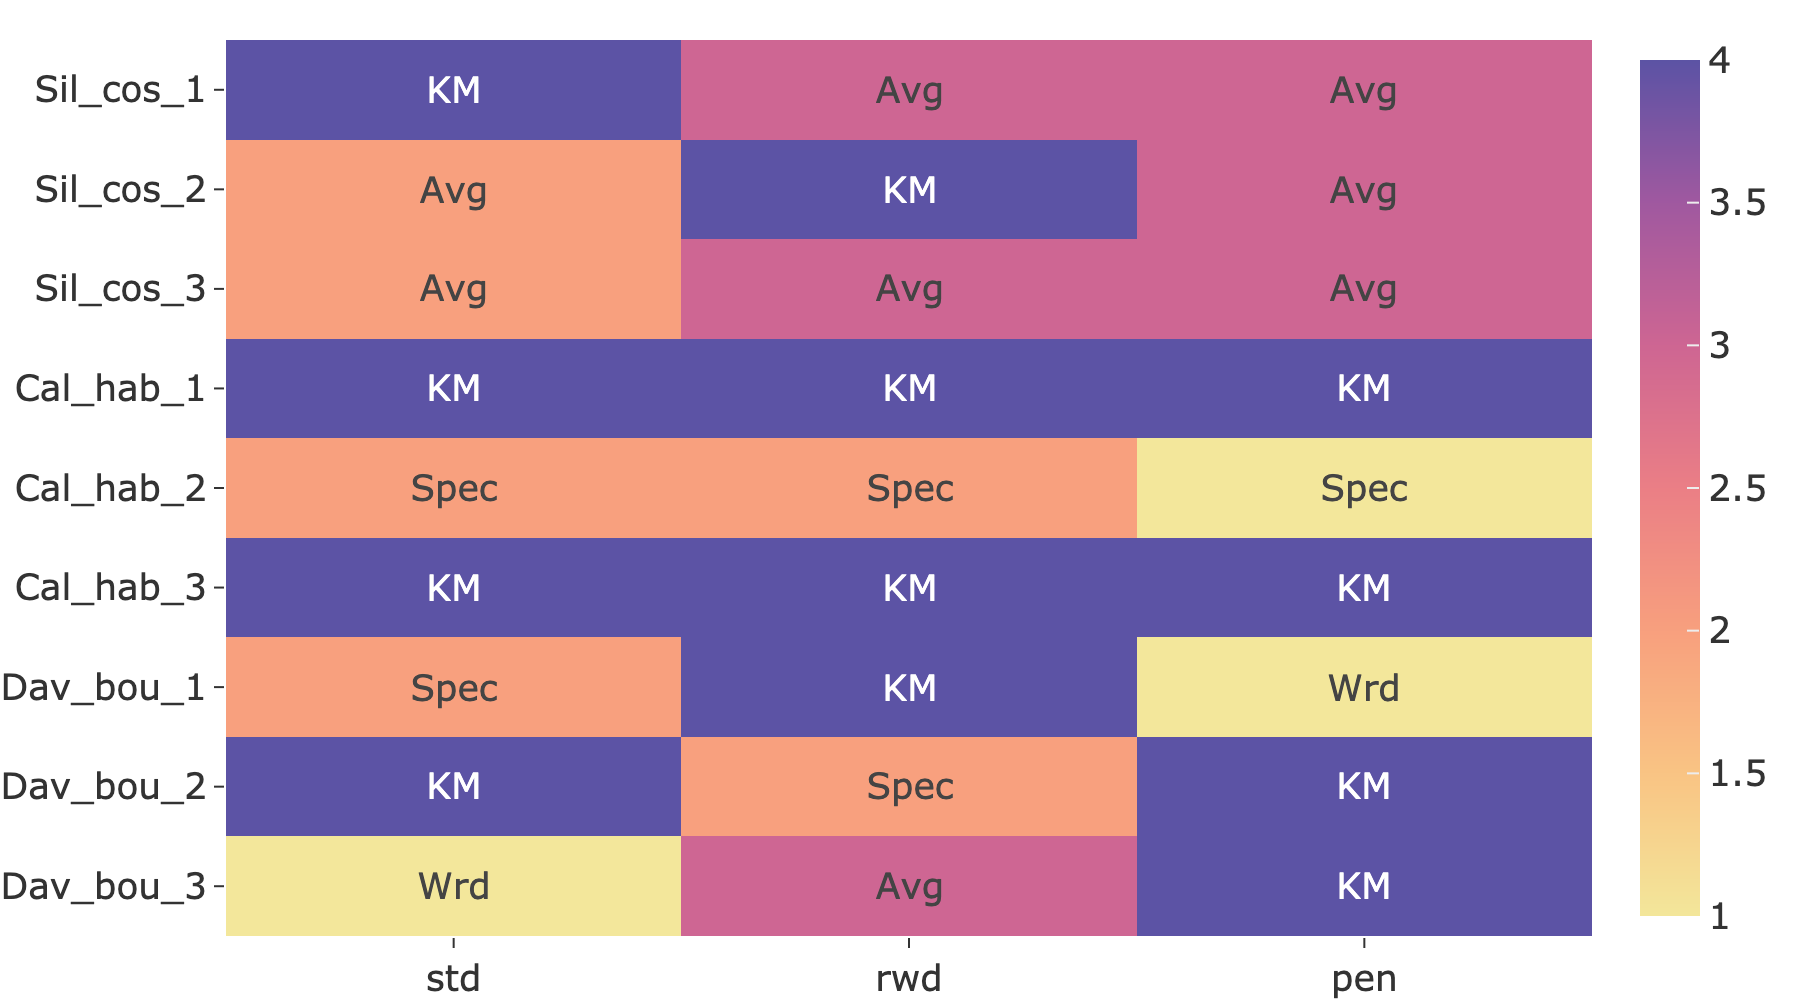 Sil_cos_1 KM Avg Avg
Sil_cos_2 Avg KM Avg
Sil_cos_3 Avg Avg Avg
Cal_hab_1 KM KM KM
Cal_hab_2 Spec Spec Spec
Cal_hab_3 KM KM KM
Dav_bou_1 Spec KM Wrd
Dav_bou_2 KM Spec KM
Dav_bou_3 Wrd Avg KM
std rwd pen
4
3.5
3
2.5
2
1.5
1